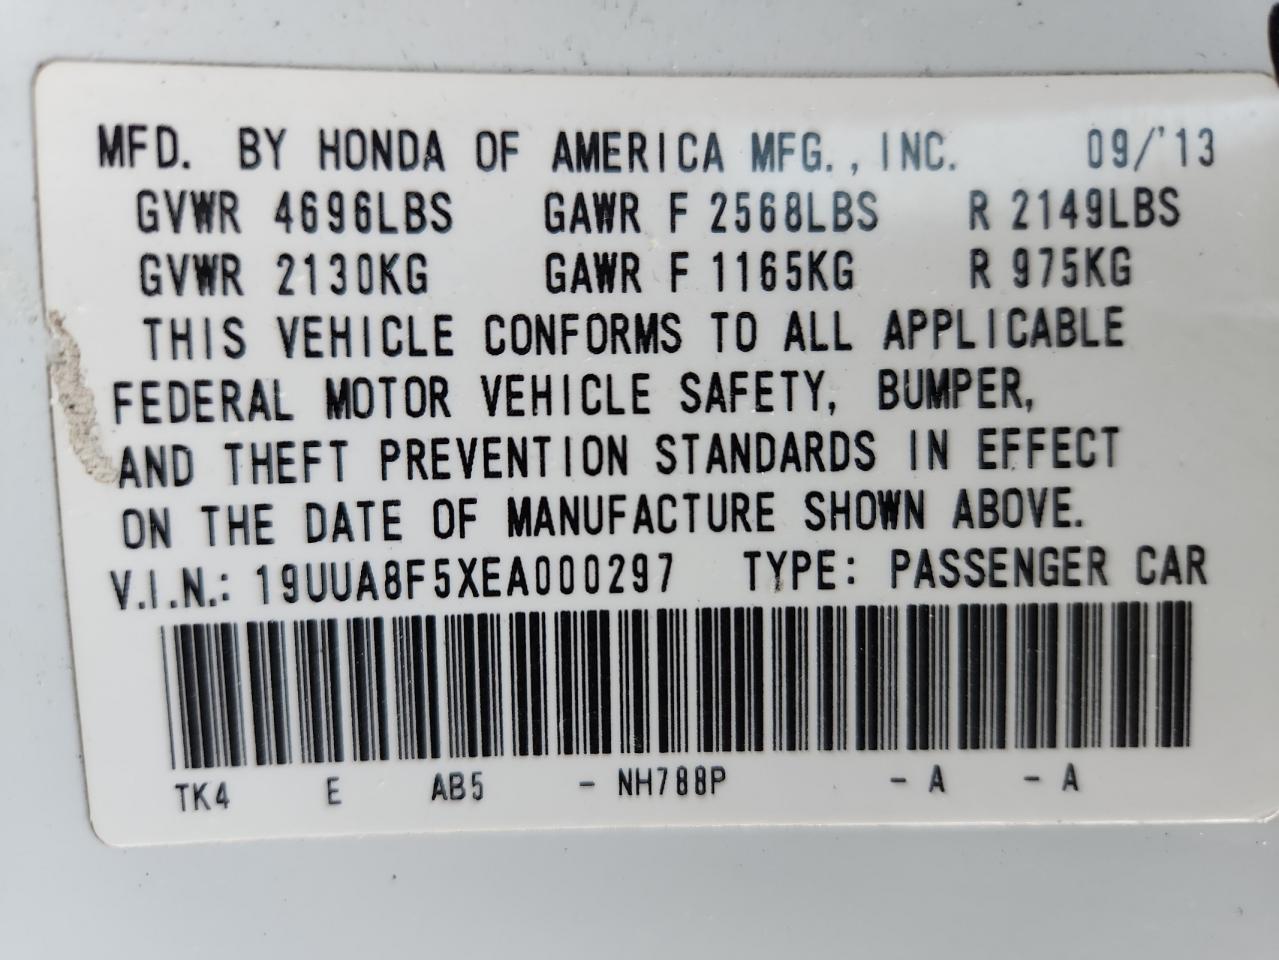 MFD. BY HONDA OF AMERICA MFG., INC. 09/'13
GVWR 4696LBS GAWR F 2568LBS R 2149LBS
GVWR 2130KG GAWR F 1165KG R 975KG
THIS VEHICLE CONFORMS TO ALL APPLICABLE
FEDERAL MOTOR VEHICLE SAFETY, BUMPER,
AND THEFT PREVENTION STANDARDS IN EFFECT
ON THE DATE OF MANUFACTURE SHOWN ABOVE.
V.I.N.: 19UUA8F5XEA000297 TYPE: PASSENGER CAR
TK4 E AB5 - NH788P - A - A